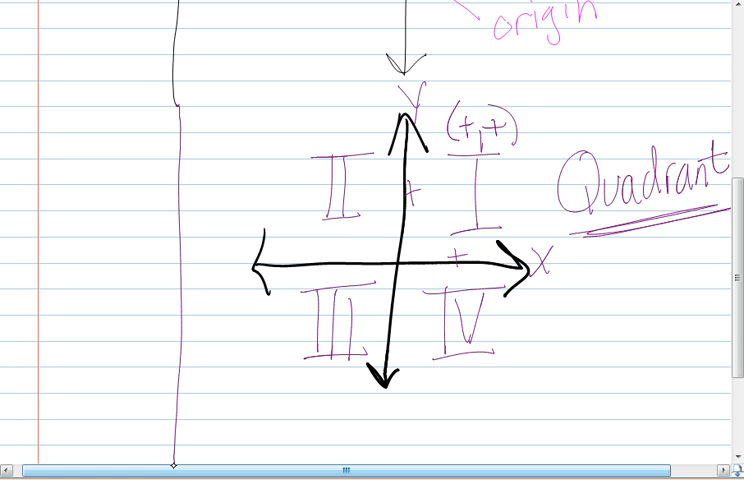 origin
Y
(+,+)
II
+
I
Quadrant
+
X
III
IV